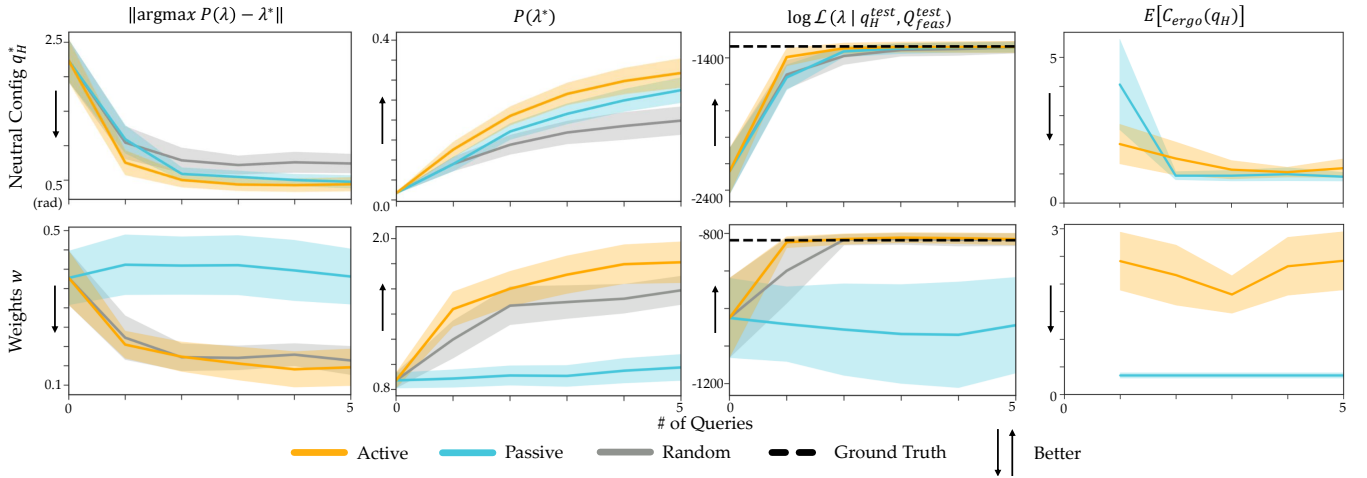 ‖argmax P(λ) − λ*‖
P(λ*)
log ℒ(λ | q_H^test, Q_feas^test)
E[C_ergo(q_H)]
Neutral Config q_H^*
2.5
0.5
(rad)
0.4
0.0
-1400
-2400
5
0
Weights w
0.5
0.1
0
5
2.0
0.8
0
5
-800
-1200
0
5
3
0
0
5
# of Queries
Active
Passive
Random
Ground Truth
Better